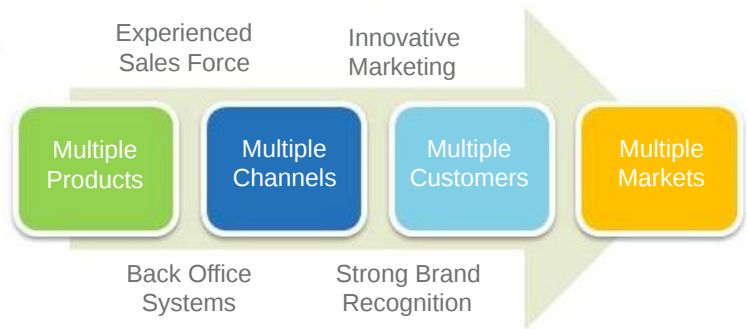 Experienced
Sales Force
Innovative
Marketing
Multiple
Products
Multiple
Channels
Multiple
Customers
Multiple
Markets
Back Office
Systems
Strong Brand
Recognition